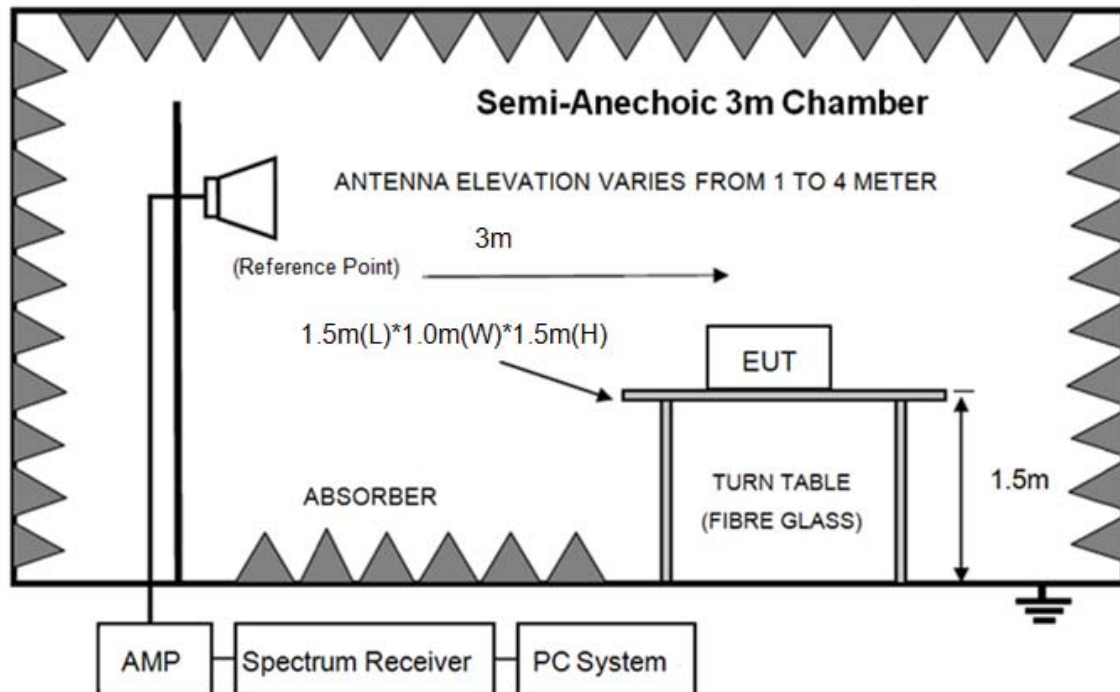 Semi-Anechoic 3m Chamber
ANTENNA ELEVATION VARIES FROM 1 TO 4 METER
3m
(Reference Point)
1.5m(L)*1.0m(W)*1.5m(H)
EUT
ABSORBER
TURN TABLE
(FIBRE GLASS)
1.5m
AMP
Spectrum Receiver
PC System